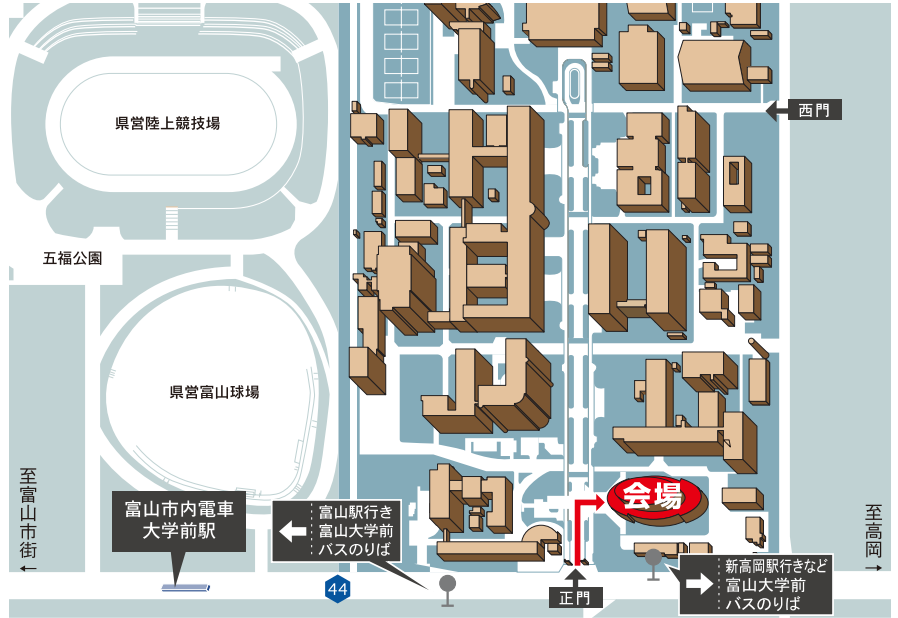 県営陸上競技場
西門
五福公園
県営富山球場
会場
至富山市街
←
至高岡
→
富山市内電車
大学前駅
←
富山駅行き
富山大学前
バスのりば
44
正門
→
新高岡駅行きなど
富山大学前
バスのりば